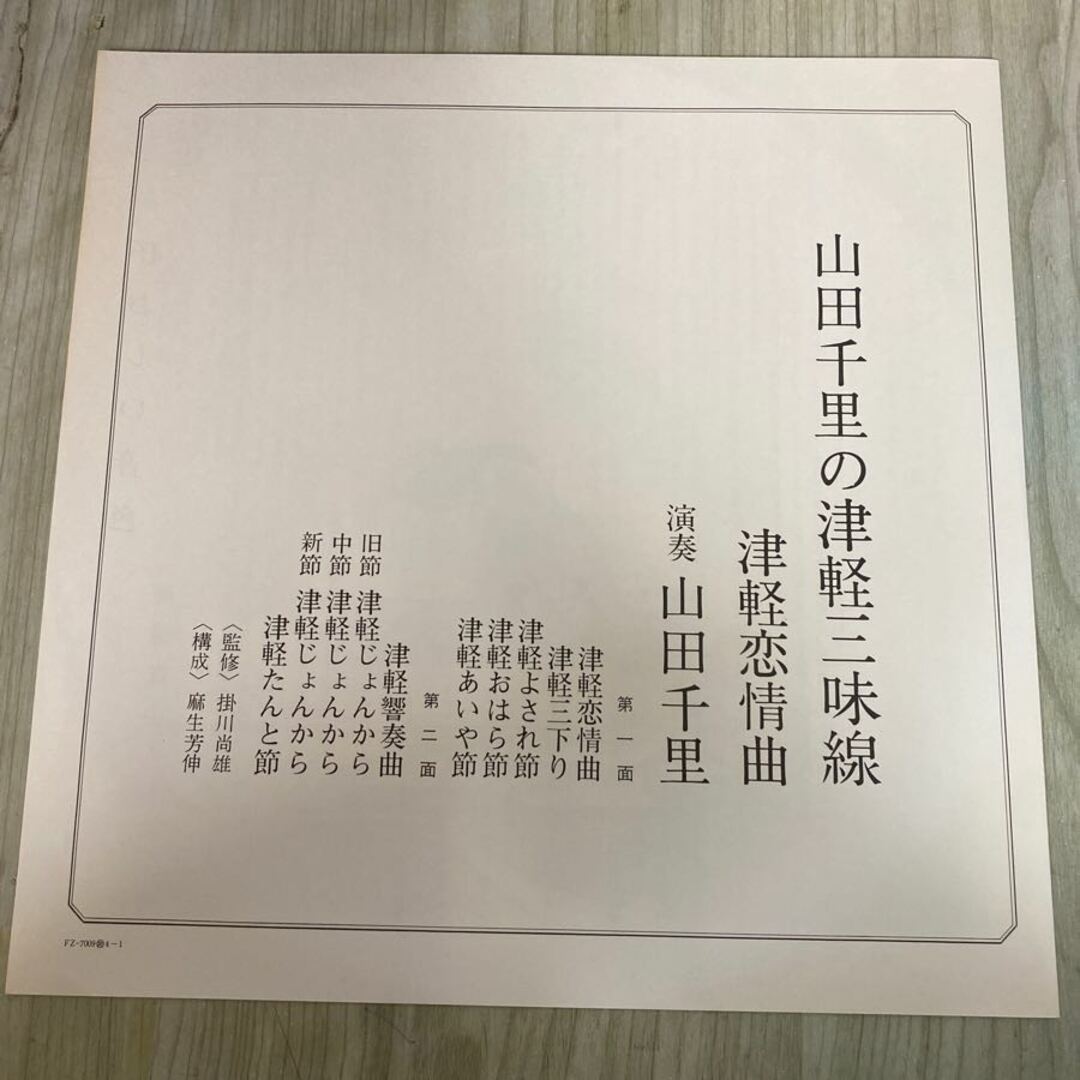 山田千里の津軽三味線
津軽恋情曲
演奏 山田千里
第一面
津軽恋情曲
津軽三下り
津軽よされ節
津軽おはら節
津軽あいや節
第二面
津軽響奏曲
旧節 津軽じょんから
中節 津軽じょんから
新節 津軽じょんから
津軽たんと節
〈監修〉掛川尚雄
〈構成〉麻生芳伸